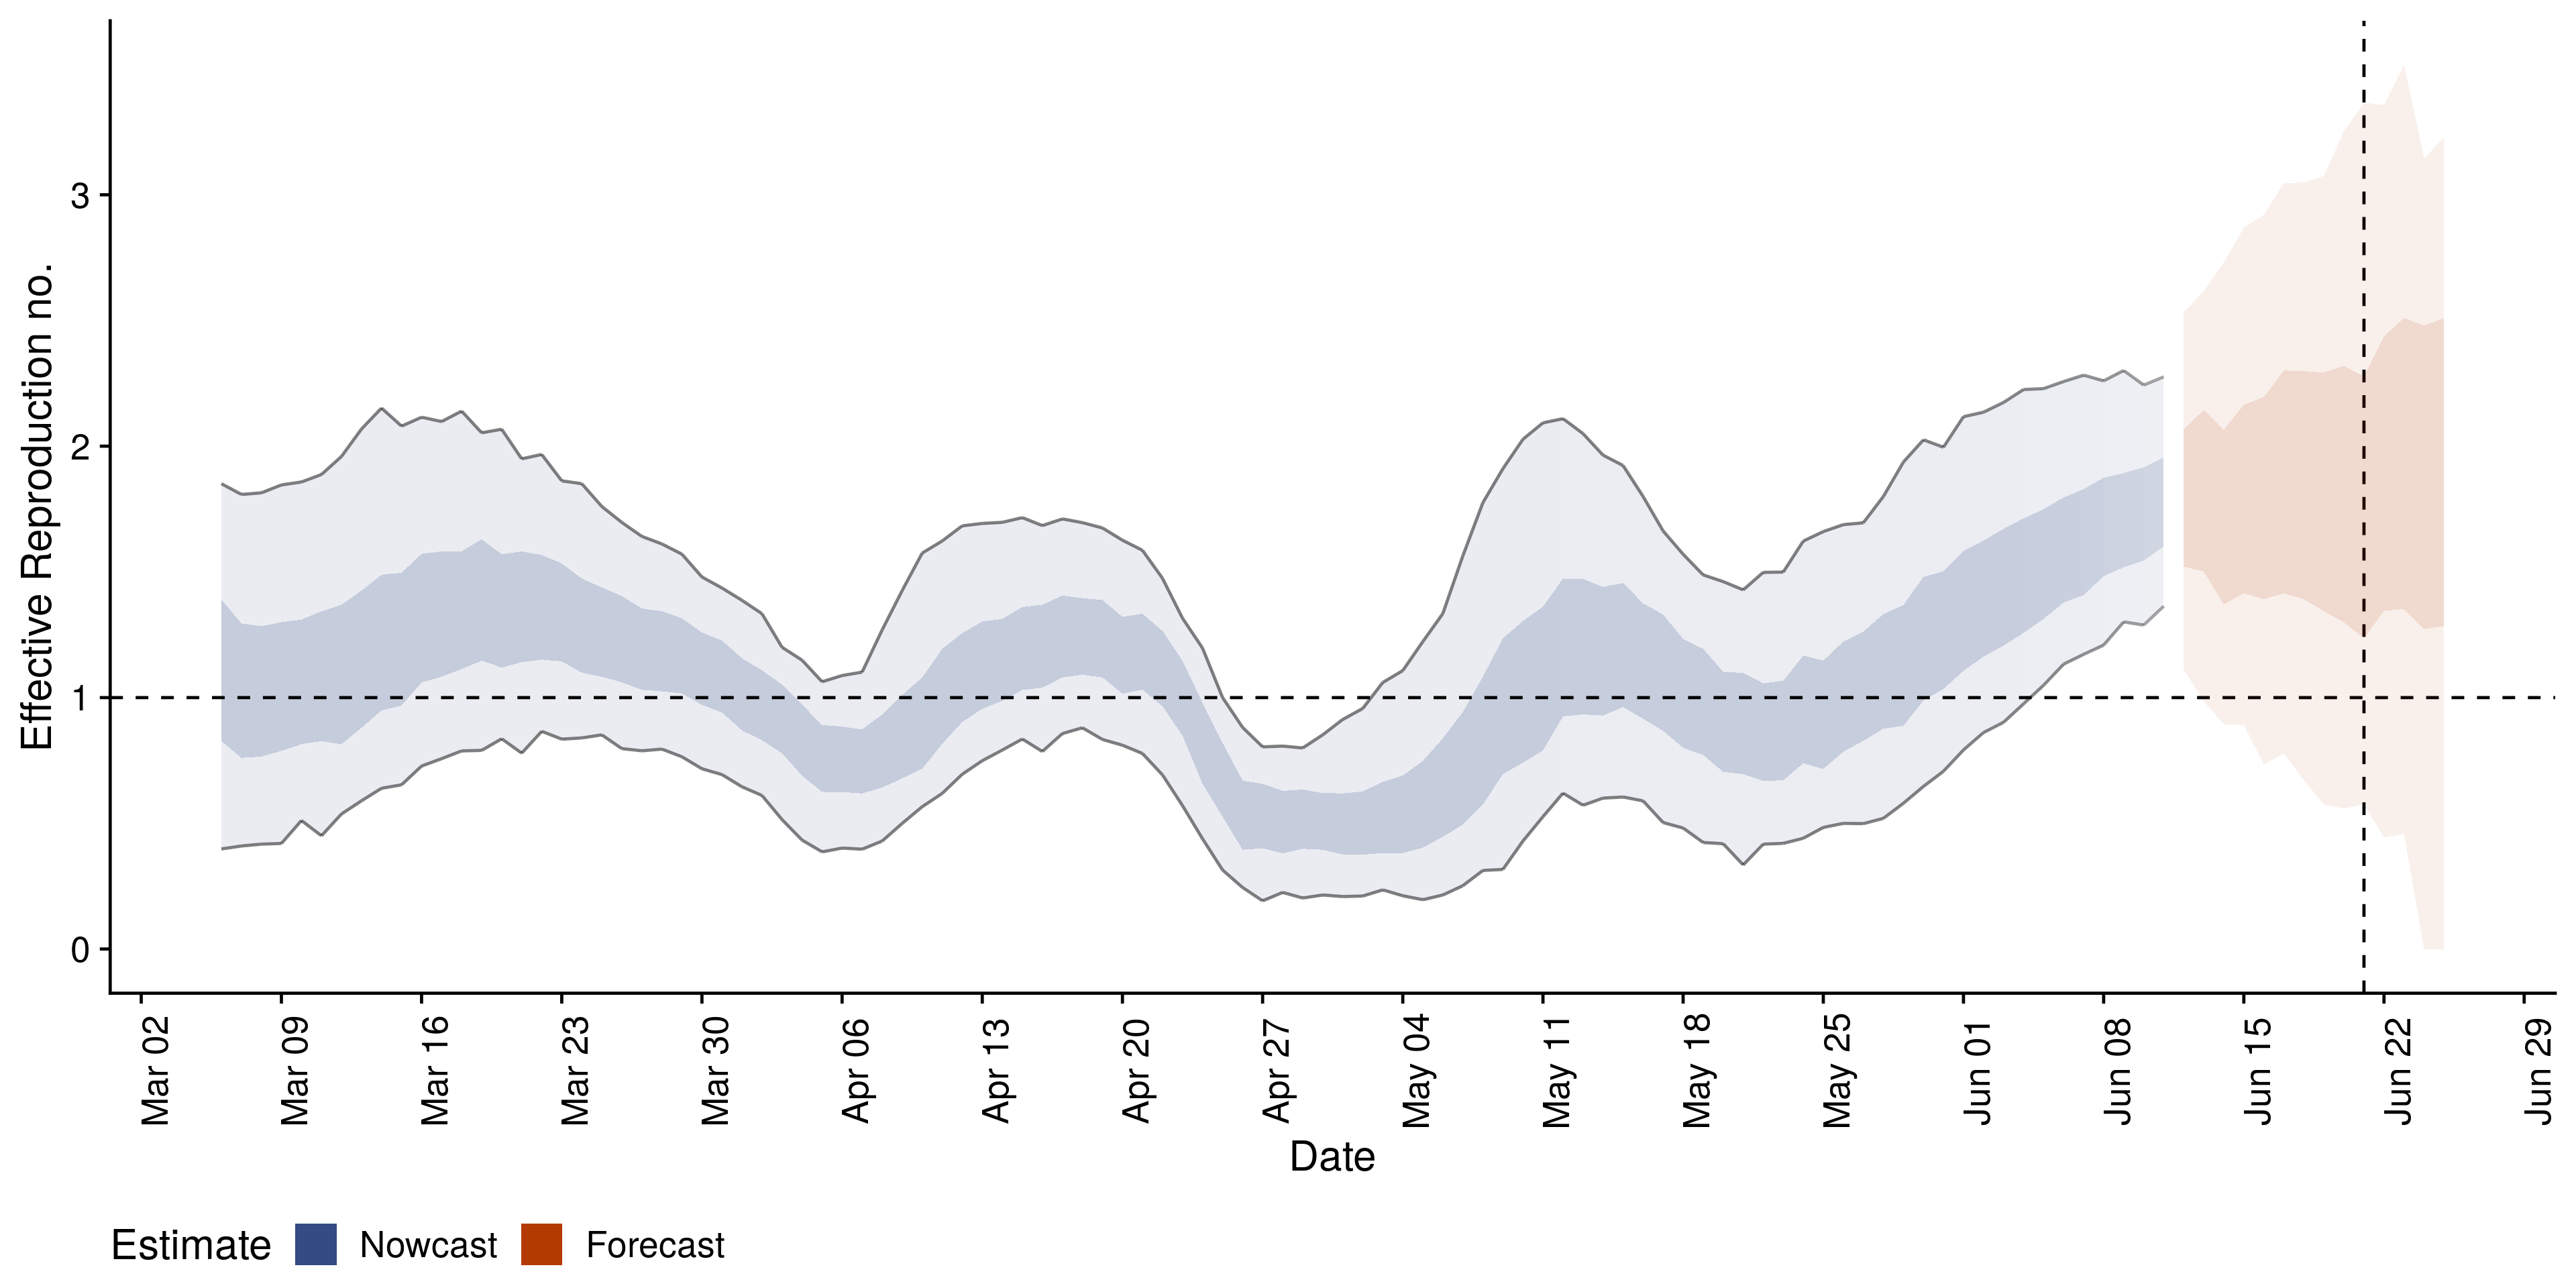 Effective Reproduction no.
3
2
1
0
Mar 02
Mar 09
Mar 16
Mar 23
Mar 30
Apr 06
Apr 13
Apr 20
Apr 27
May 04
May 11
May 18
May 25
Jun 01
Jun 08
Jun 15
Jun 22
Jun 29
Date
Estimate Nowcast Forecast